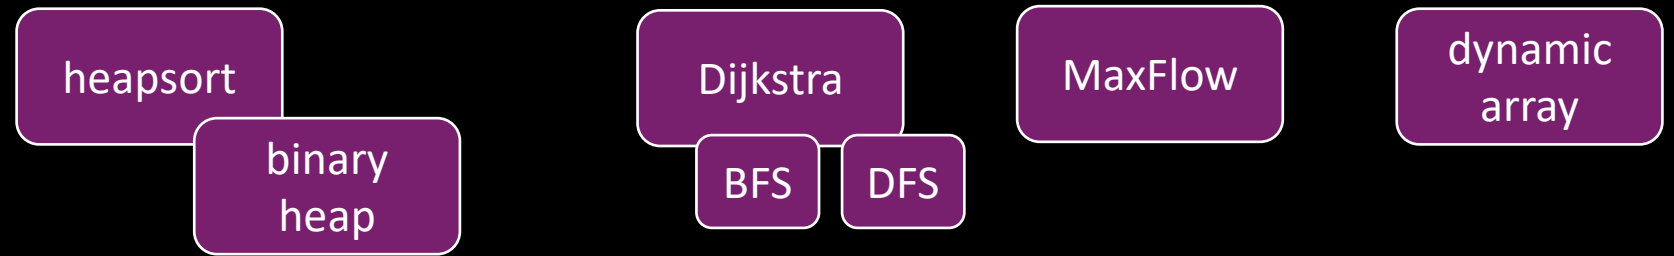 heapsort
binary
heap
Dijkstra
BFS
DFS
MaxFlow
dynamic
array